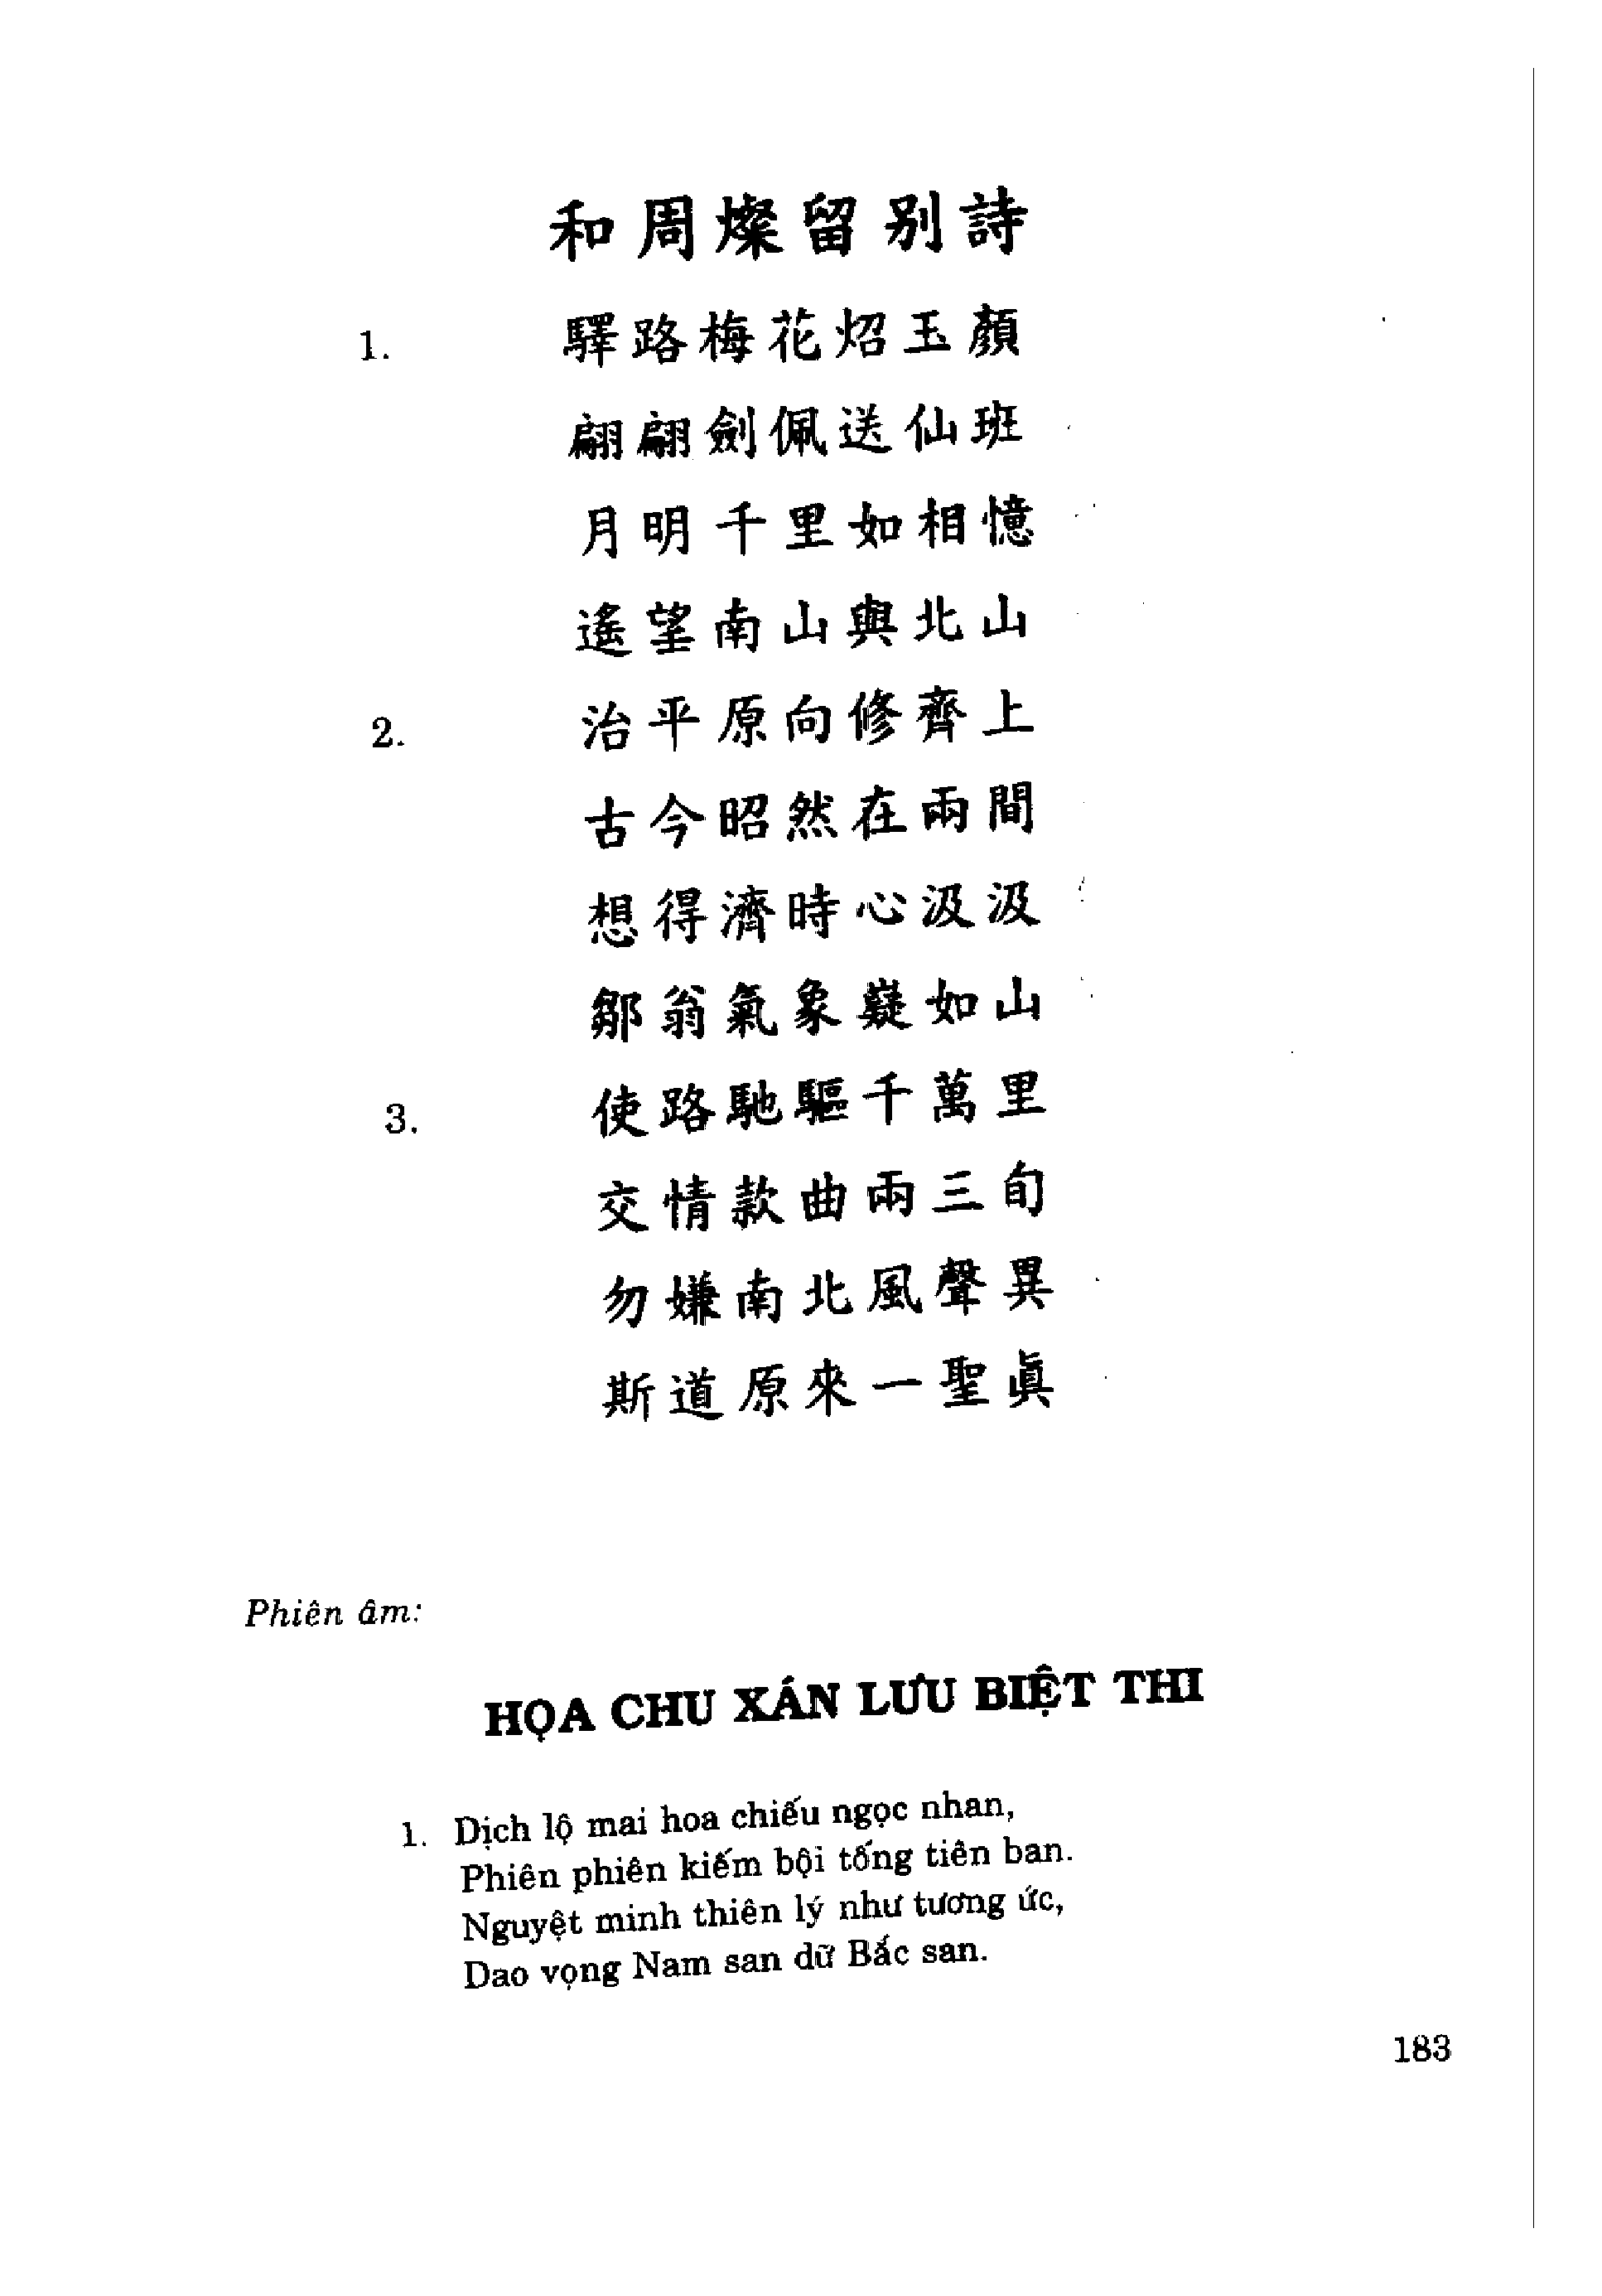 和周燦留别詩
1. 驛路梅花炤玉顏
翩翩劍佩送仙班
月明千里如相憶
遙望南山與北山
2. 治平原向修齊上
古今昭然在兩間
想得濟時心汲汲
鄒翁氣象嶷如山
3. 使路馳驅千萬里
交情款曲兩三旬
勿嫌南北風聲異
斯道原來一聖眞
Phiên âm:
HỌA CHU XÁN LƯU BIỆT THI
1. Dịch lộ mai hoa chiếu ngọc nhan,
Phiên phiên kiếm bội tống tiên ban.
Nguyệt minh thiên lý như tương ức,
Dao vọng Nam san dữ Bắc san.
183